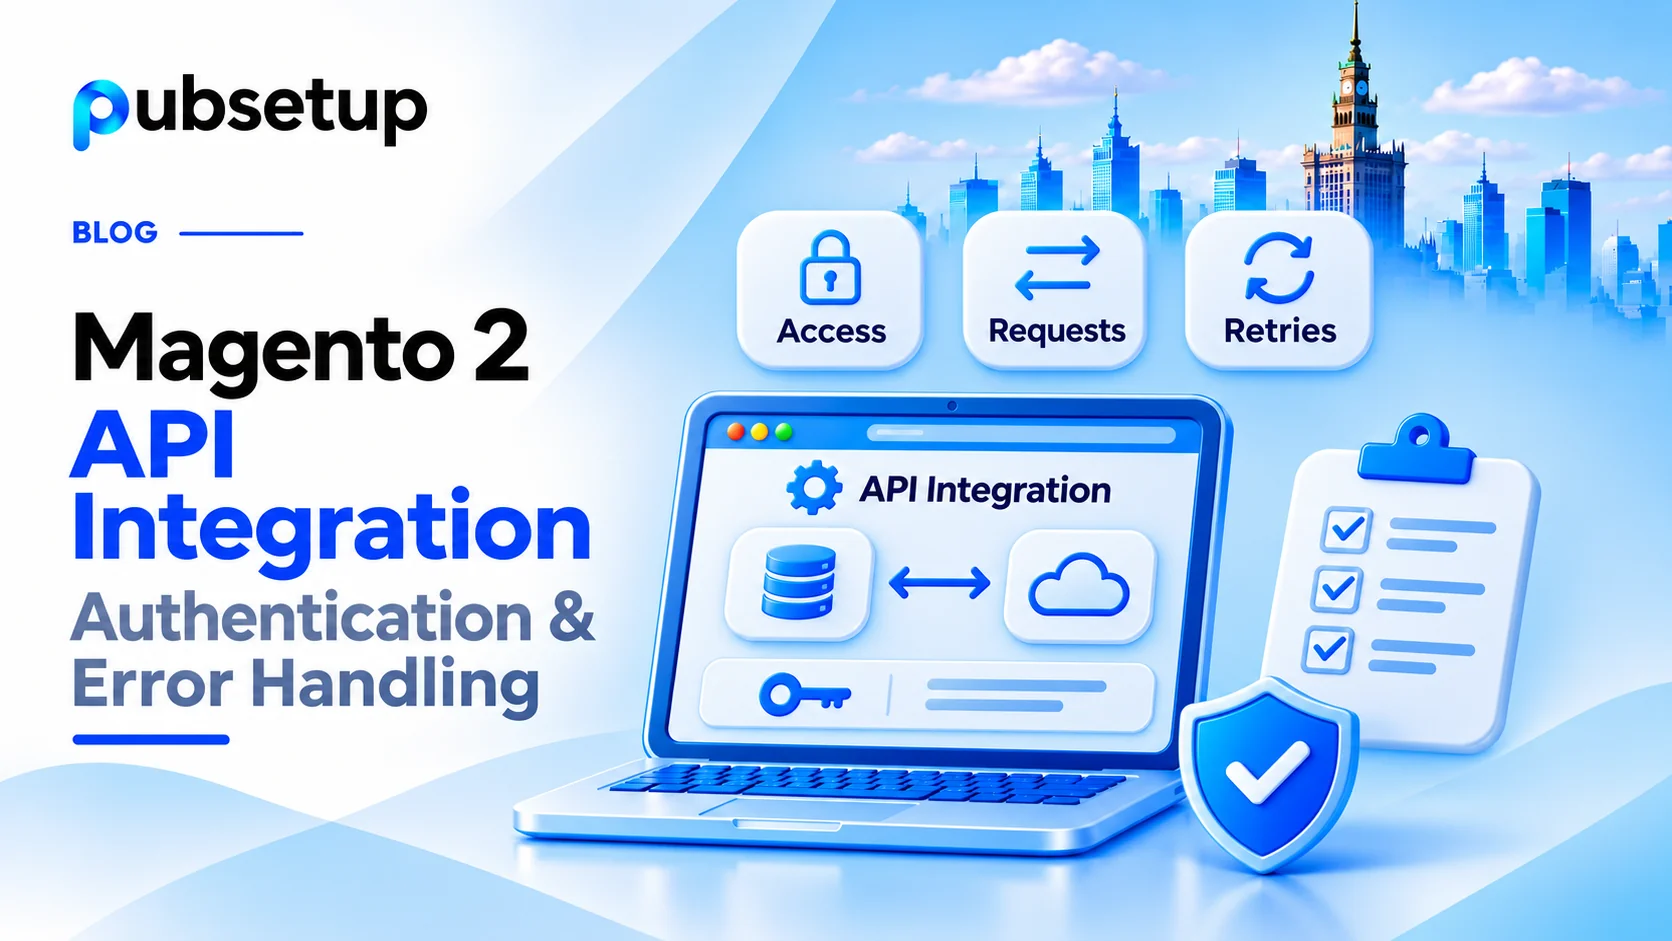 pubsetup
BLOG
Magento 2
API
Integration
Authentication &
Error Handling
Access
Requests
Retries
API Integration